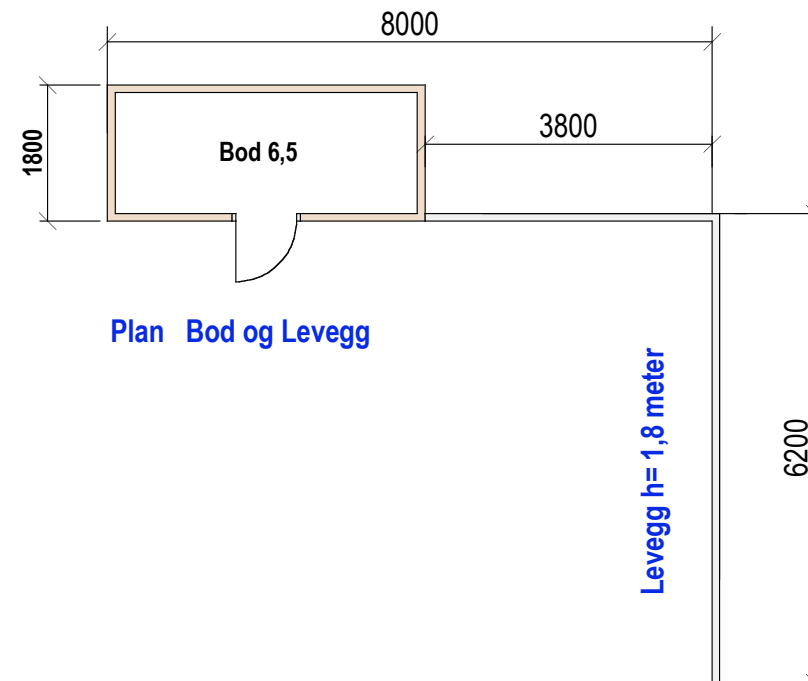 8000
3800
1800
Bod 6,5
Plan Bod og Levegg
Levegg h= 1,8 meter
6200